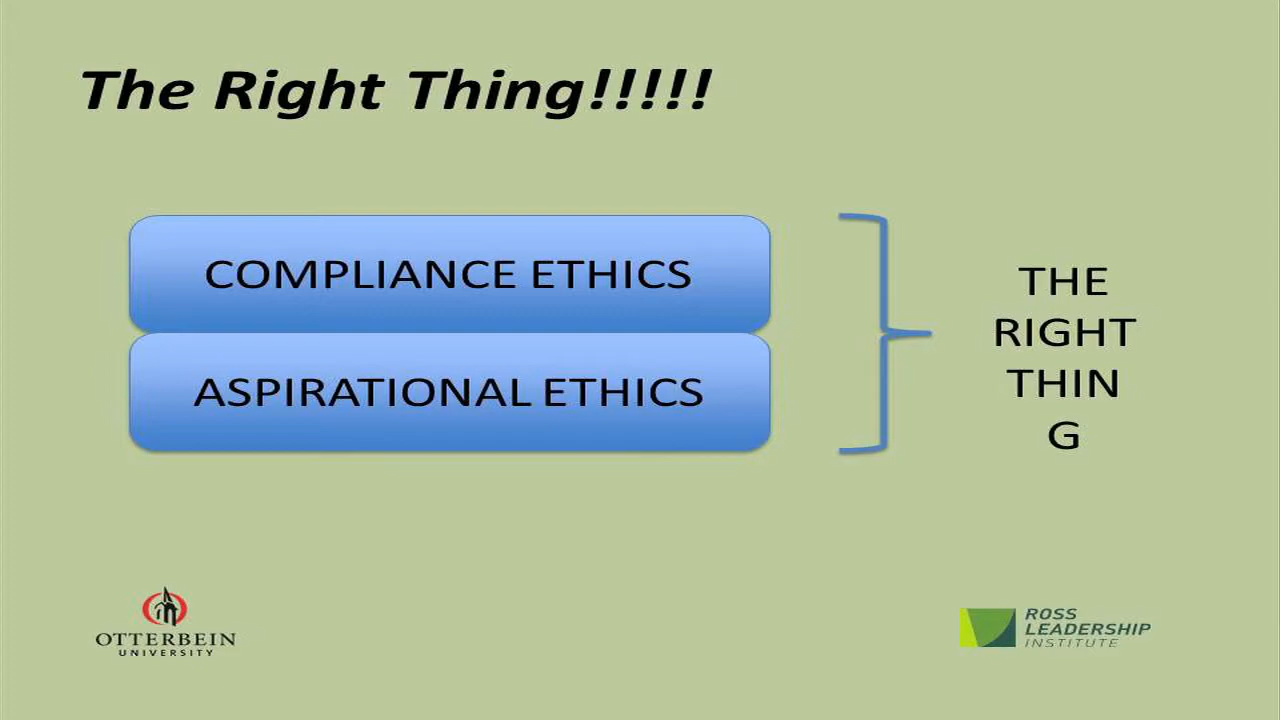 The Right Thing!!!!!
COMPLIANCE ETHICS
ASPIRATIONAL ETHICS
THE
RIGHT
THIN
G
OTTERBEIN
UNIVERSITY
ROSS
LEADERSHIP
INSTITUTE